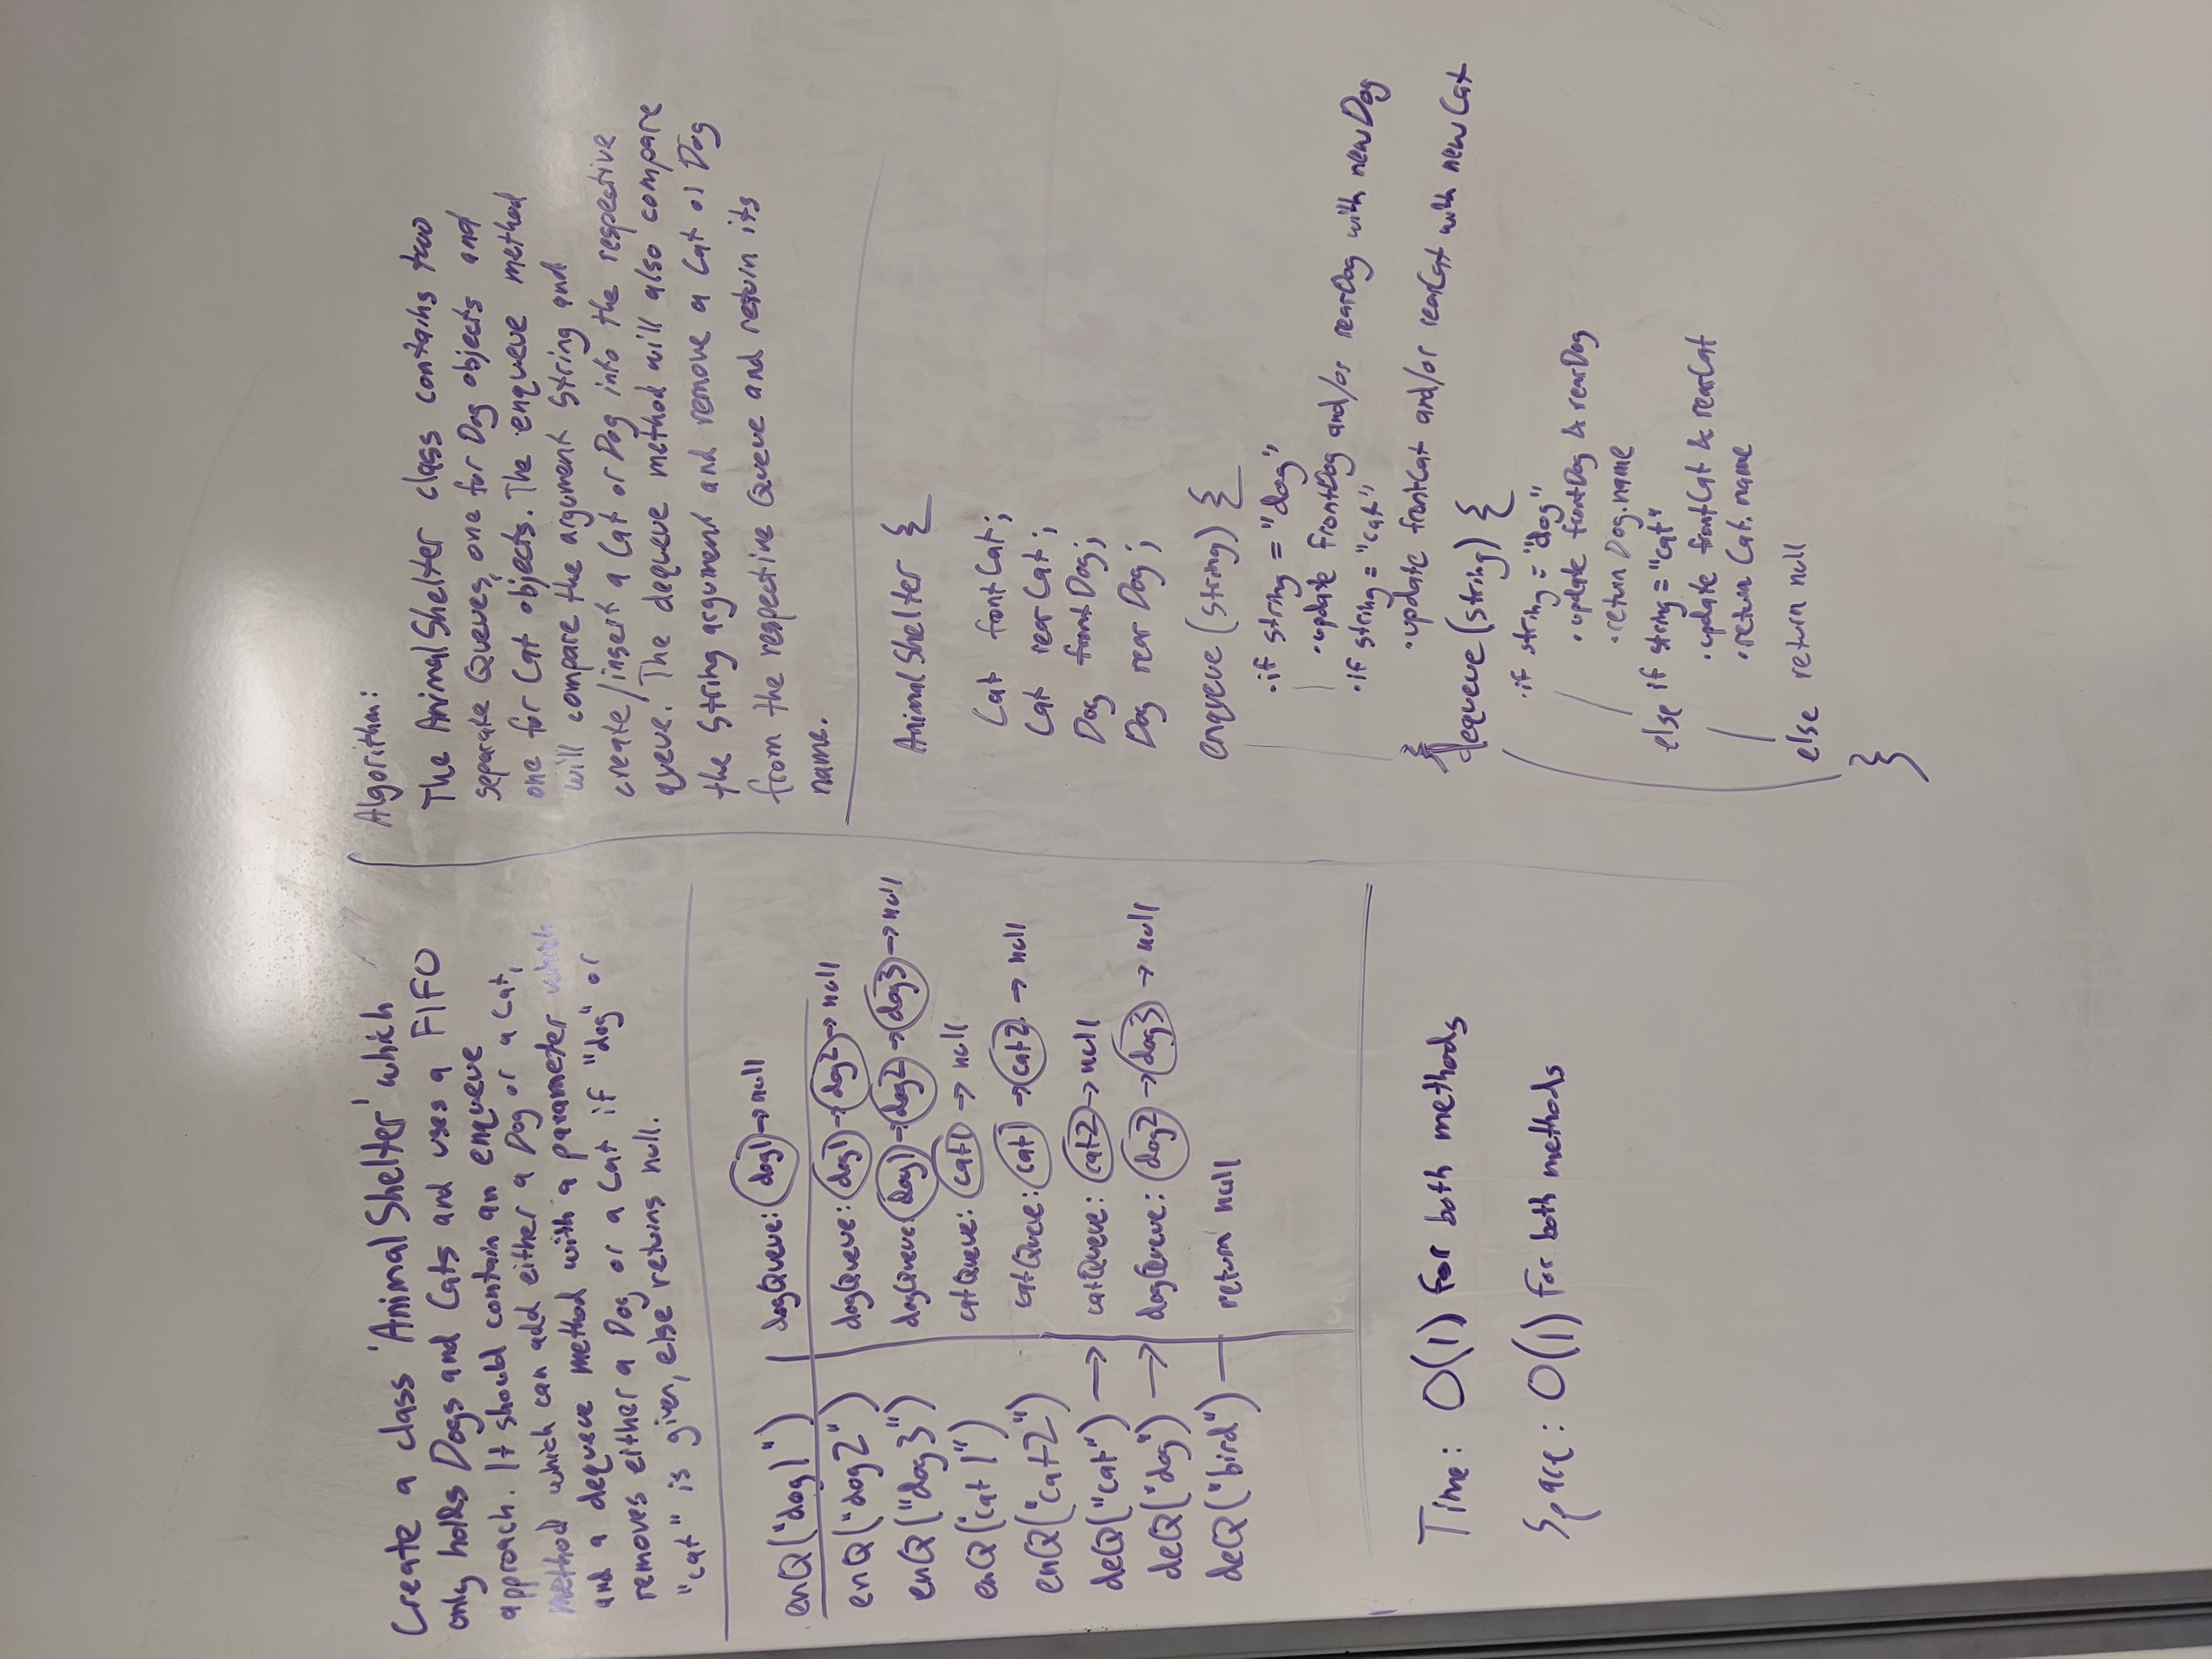 Create a class 'AnimalShelter' which
only holds Dogs and Cats and uses a FIFO
approach. It should contain an enqueue
method which can add either a Dog or a Cat,
and a dequeue method with a parameter which
removes either a Dog or a Cat if "dog" or
"cat" is given, else returns null.
enQ("dog1") dogQueue: dog1 → null
enQ("dog2") dogQueue: dog1 → dog2 → null
enQ("dog3") dogQueue: dog1 → dog2 → dog3 → null
enQ("cat1") catQueue: cat1 → null
enQ("cat2") catQueue: cat1 → cat2 → null
deQ("cat") → catQueue: cat2 → null
deQ("dog") → dogQueue: dog2 → dog3 → null
deQ("bird") — return null
Time: O(1) for both methods
Space: O(1) for both methods
Algorithm:
The AnimalShelter class contains two
separate Queues, one for Dog objects and
one for Cat objects. The enqueue method
will compare the argument String and
create/insert a Cat or Dog into the respective
queue. The dequeue method will also compare
the String argument and remove a Cat or Dog
from the respective Queue and return its
name.
AnimalShelter {
Cat fontCat;
Cat rearCat;
Dog frontDog;
Dog rearDog;
enqueue (string) {
• if string = "dog"
• update frontDog and/or rearDog with newDog
• if string = "cat"
• update frontCat and/or rearCat with newCat
}
dequeue (string) {
• if string = "dog"
• update frontDog & rearDog
• return Dog.name
else if string = "cat"
• update frontCat & rearCat
• return Cat.name
else return null
}